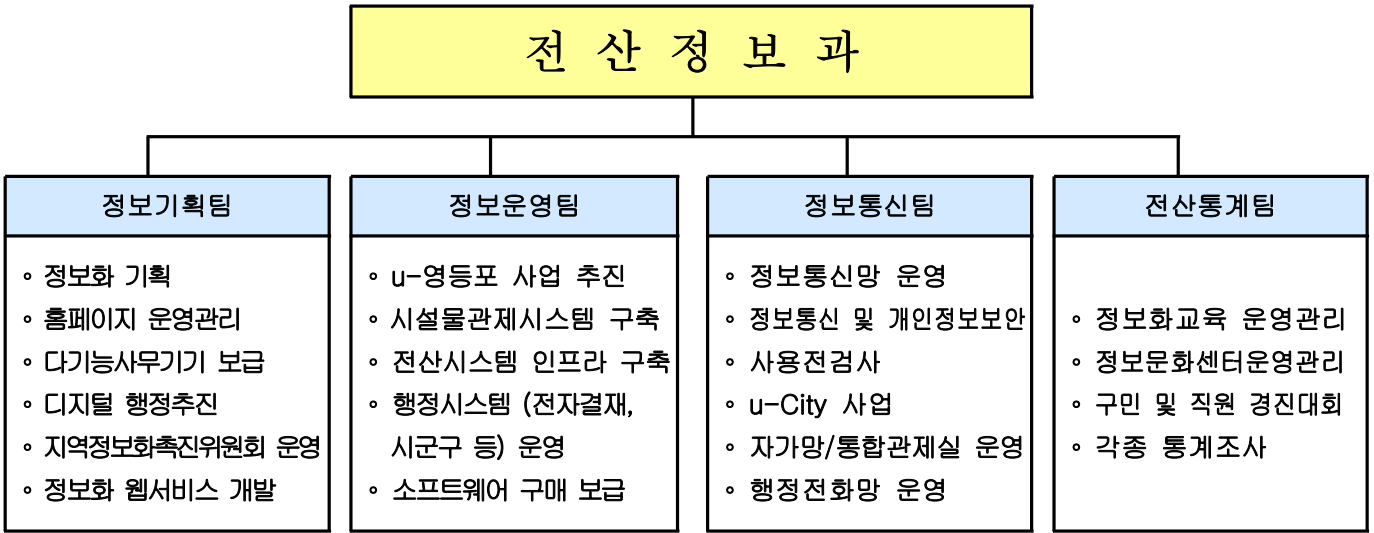 전 산 정 보 과
정보기획팀
◦ 정보화 기획
◦ 홈페이지 운영관리
◦ 다기능사무기기 보급
◦ 디지털 행정추진
◦ 지역정보화촉진위원회 운영
◦ 정보화 웹서비스 개발
정보운영팀
◦ u-영등포 사업 추진
◦ 시설물관제시스템 구축
◦ 전산시스템 인프라 구축
◦ 행정시스템 (전자결재,
시군구 등) 운영
◦ 소프트웨어 구매 보급
정보통신팀
◦ 정보통신망 운영
◦ 정보통신 및 개인정보보안
◦ 사용전검사
◦ u-City 사업
◦ 자가망/통합관제실 운영
◦ 행정전화망 운영
전산통계팀
◦ 정보화교육 운영관리
◦ 정보문화센터운영관리
◦ 구민 및 직원 경진대회
◦ 각종 통계조사